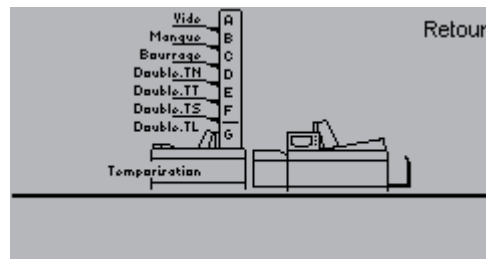 Vide A
Retour
Manque B
Bourrage C
Double.TN D
Double.TT E
Double.TS F
Double.TL G
Temporisation